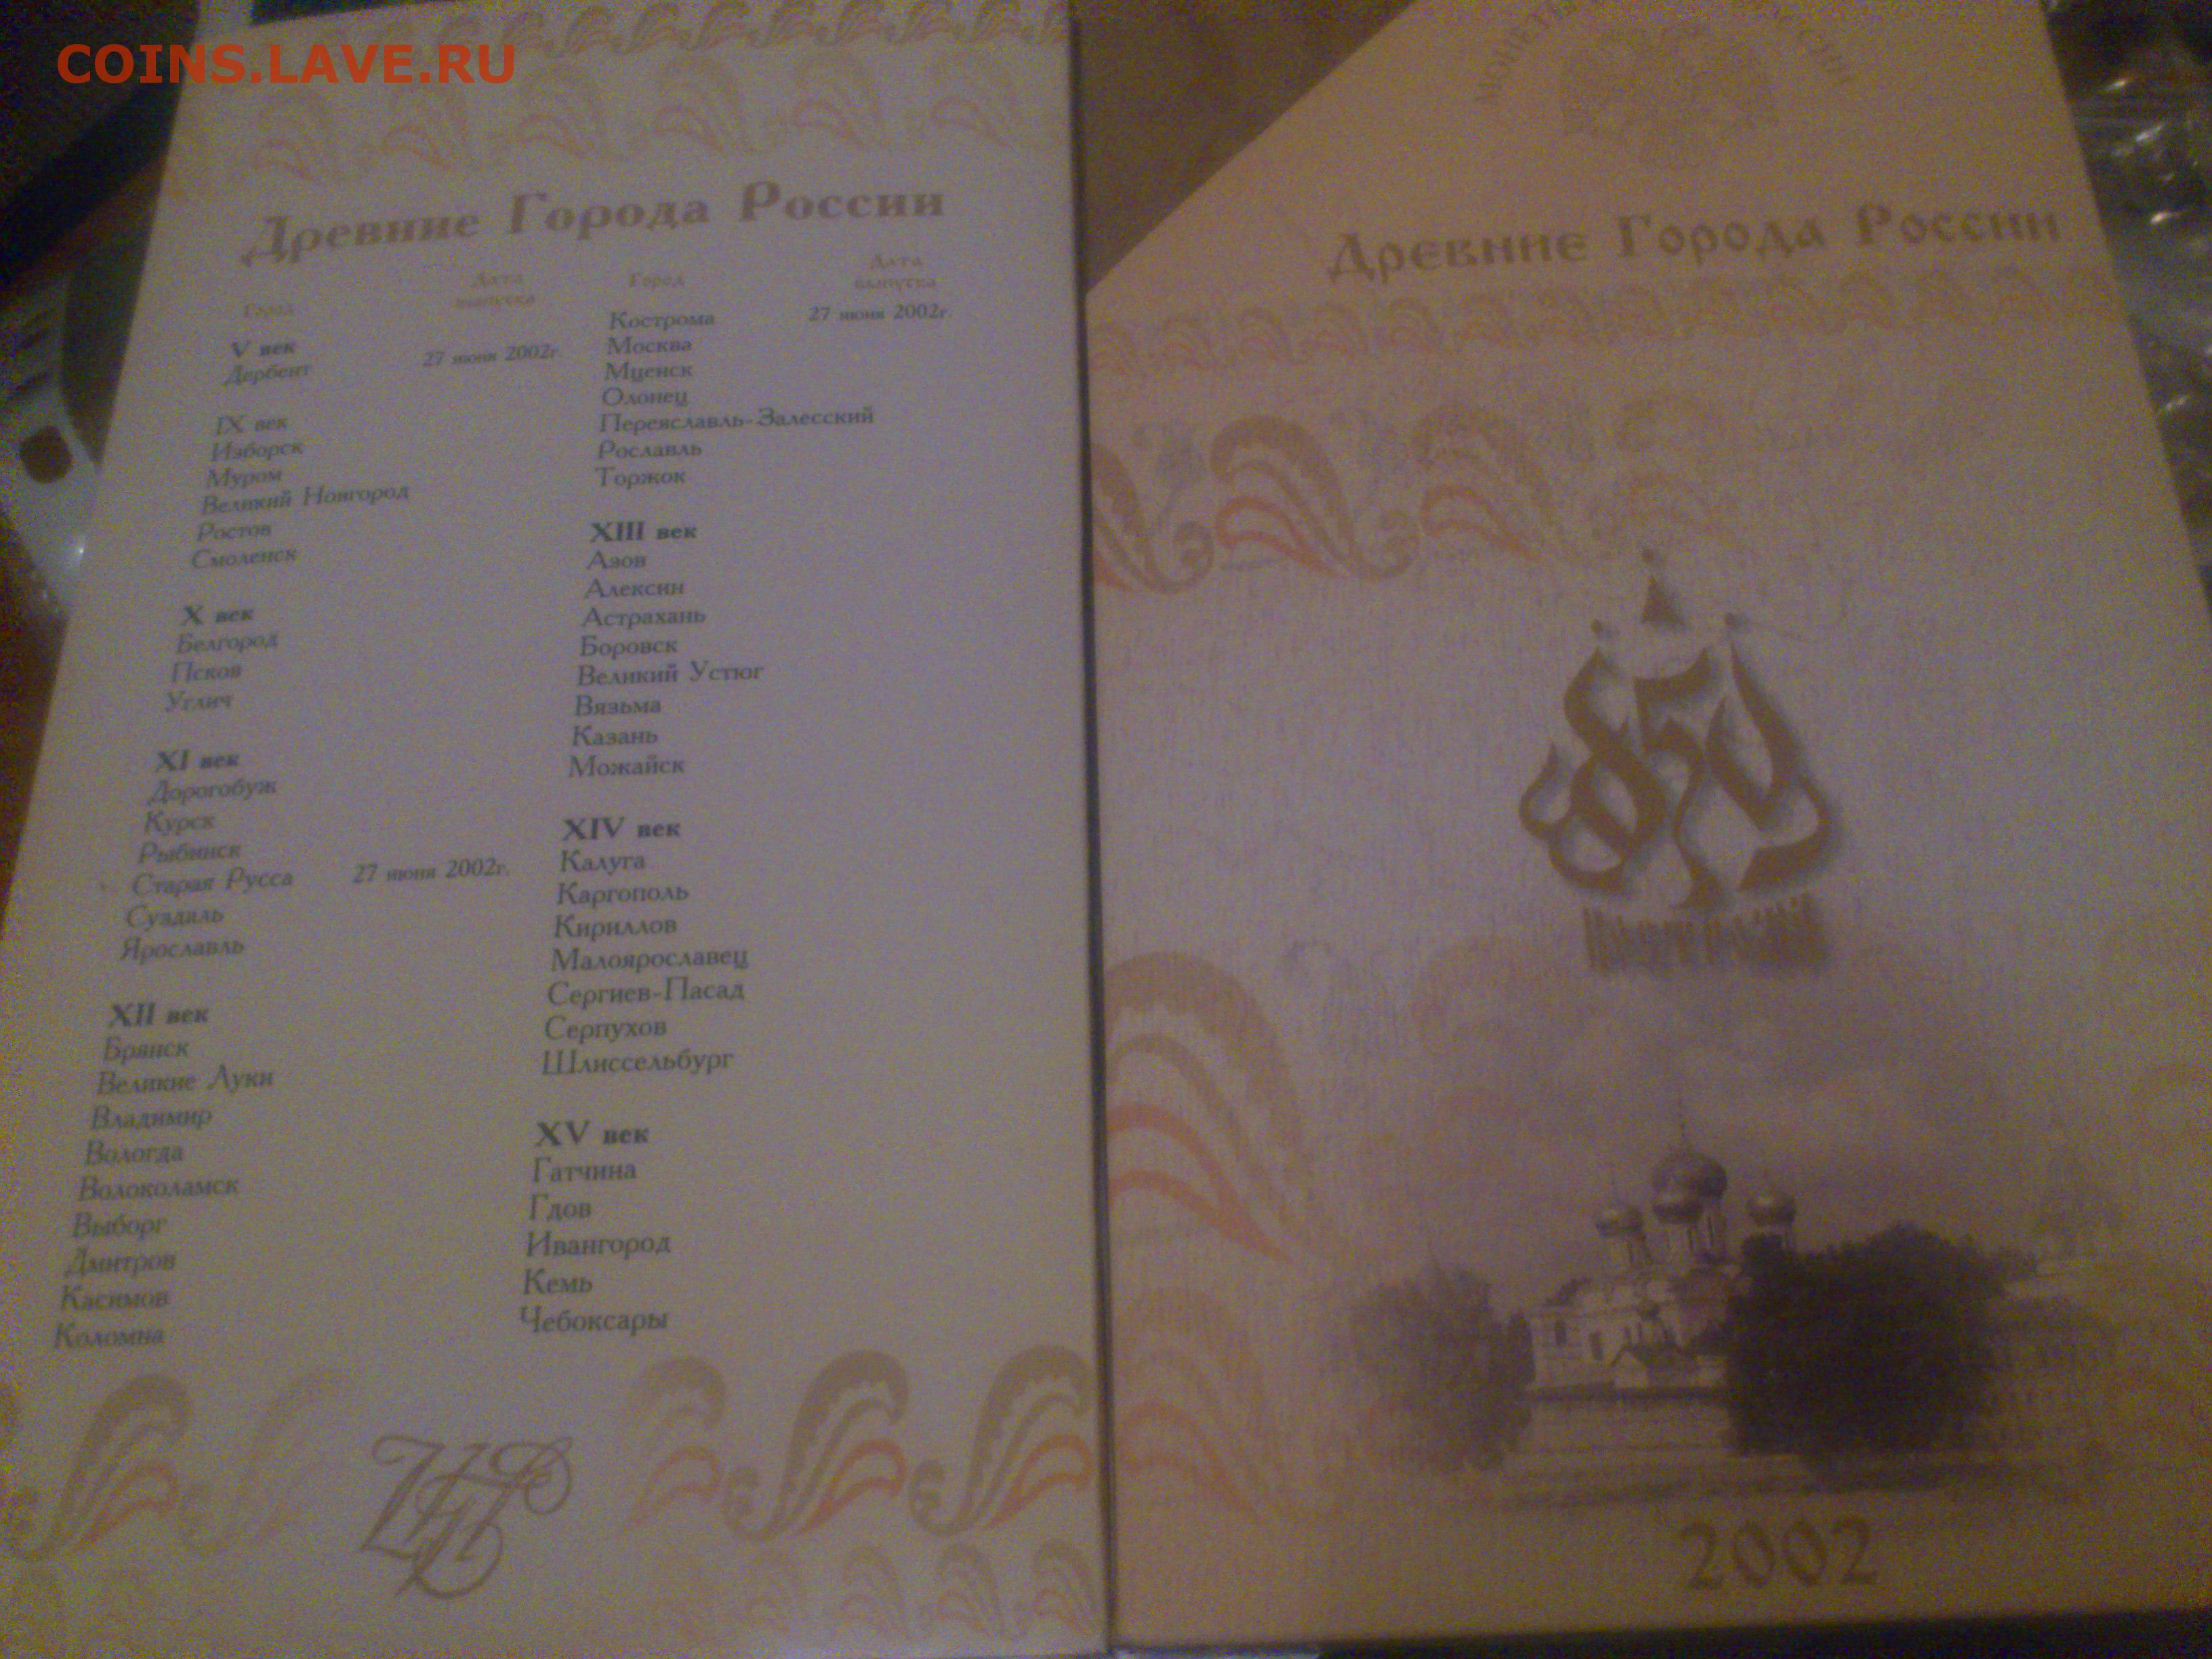 COINS.LAVE.RU
Древние Города России
Город
Дата
выпуска
V век
Дербент
27 июня 2002г.
IX век
Изборск
Муром
Великий Новгород
Ростов
Смоленск
X век
Белгород
Псков
Углич
XI век
Дорогобуж
Курск
Рыбинск
Старая Русса
27 июня 2002г.
Суздаль
Ярославль
XII век
Брянск
Великие Луки
Владимир
Вологда
Волоколамск
Выборг
Дмитров
Касимов
Коломна
Город
Дата
выпуска
Кострома
27 июня 2002г.
Москва
Мценск
Олонец
Переяславль-Залесский
Рославль
Торжок
XIII век
Азов
Алексин
Астрахань
Боровск
Великий Устюг
Вязьма
Казань
Можайск
XIV век
Калуга
Каргополь
Кириллов
Малоярославец
Сергиев-Пасад
Серпухов
Шлиссельбург
XV век
Гатчина
Гдов
Ивангород
Кемь
Чебоксары
Древние Города России
2002